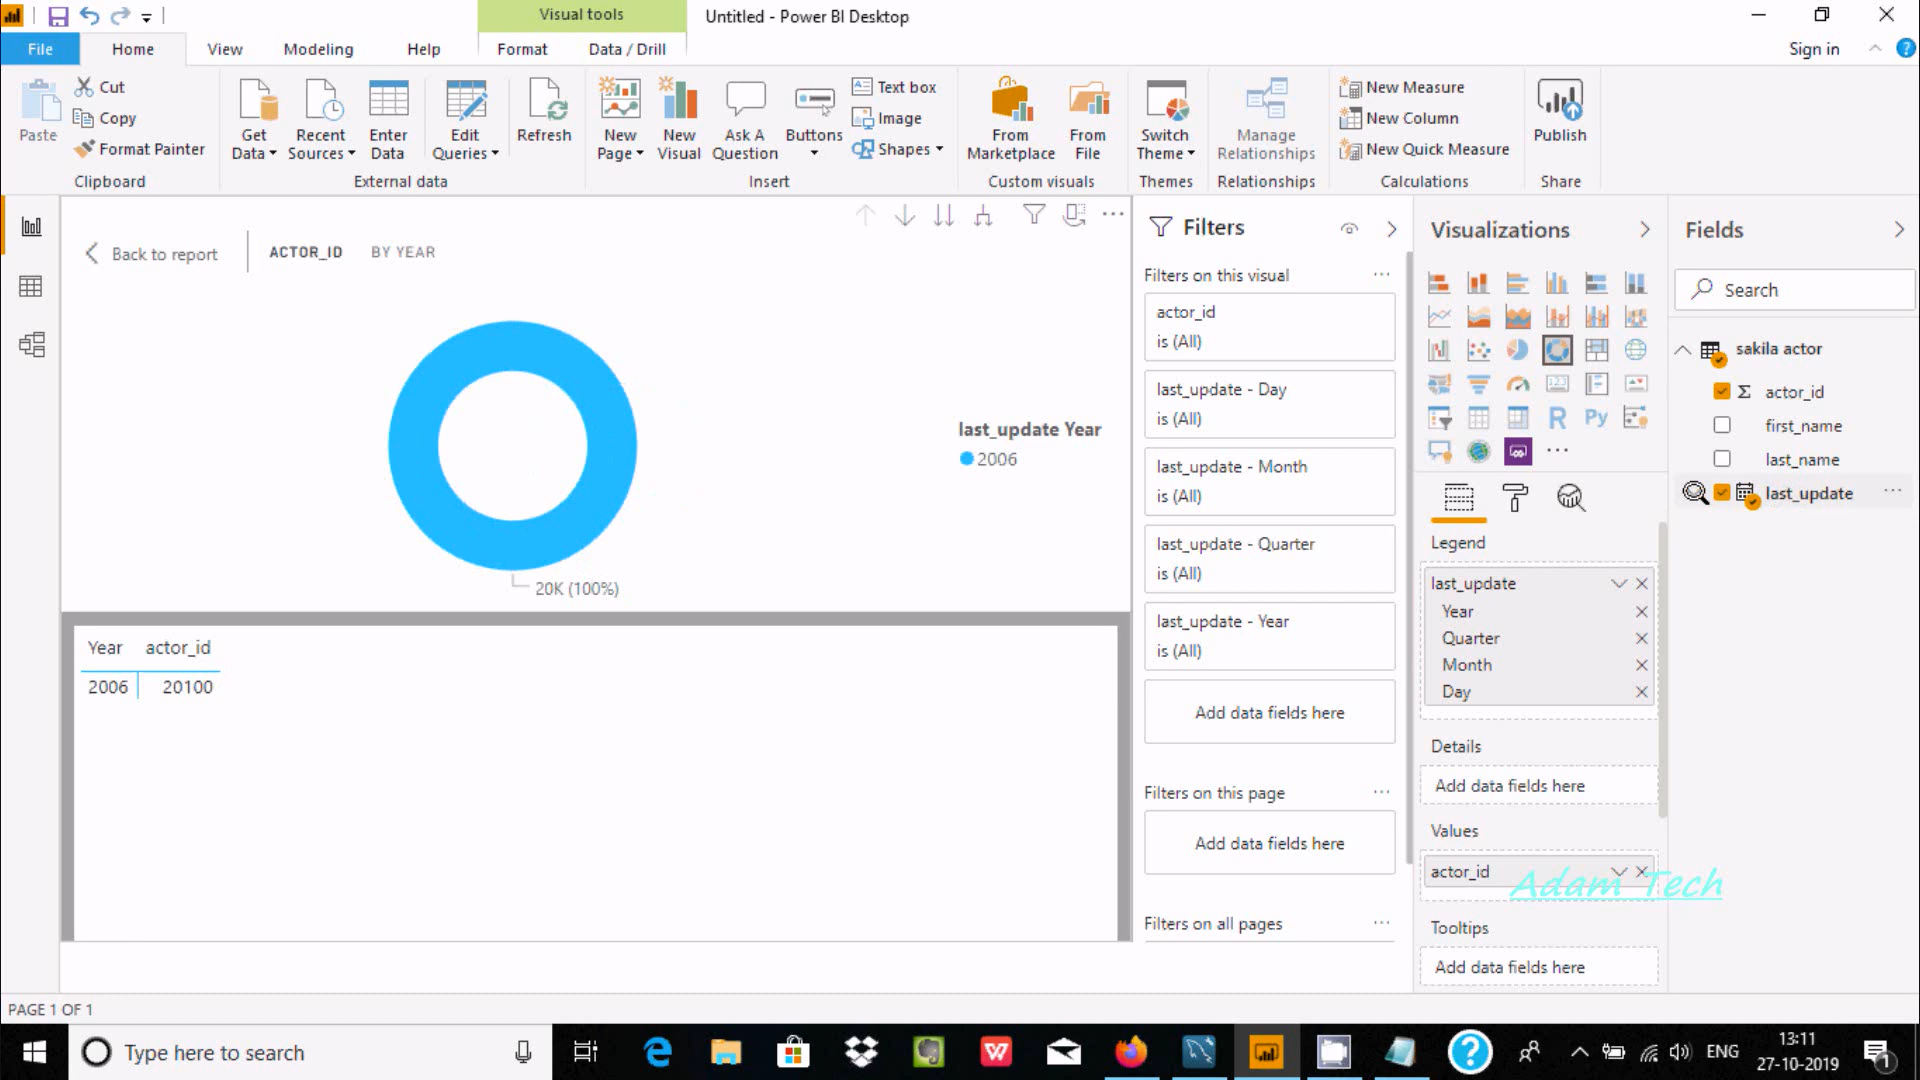 Visual tools
Untitled - Power BI Desktop
File
Home
View
Modeling
Help
Format
Data / Drill
Sign in
Paste
Cut
Copy
Format Painter
Clipboard
Get Data
Recent Sources
Enter Data
Edit Queries
Refresh
External data
New Page
New Visual
Ask A Question
Buttons
Text box
Image
Shapes
Insert
From Marketplace
From File
Custom visuals
Switch Theme
Themes
Manage Relationships
Relationships
New Measure
New Column
New Quick Measure
Calculations
Publish
Share
Back to report
ACTOR_ID
BY YEAR
last_update Year
2006
20K (100%)
Year actor_id
2006 20100
Filters
Filters on this visual
actor_id
is (All)
last_update - Day
is (All)
last_update - Month
is (All)
last_update - Quarter
is (All)
last_update - Year
is (All)
Add data fields here
Filters on this page
Add data fields here
Filters on all pages
Visualizations
R
Py
Legend
last_update
Year
Quarter
Month
Day
Details
Add data fields here
Values
actor_id
Adam Tech
Tooltips
Add data fields here
Fields
Search
sakila actor
actor_id
first_name
last_name
last_update
PAGE 1 OF 1
Type here to search
ENG
13:11
27-10-2019
1